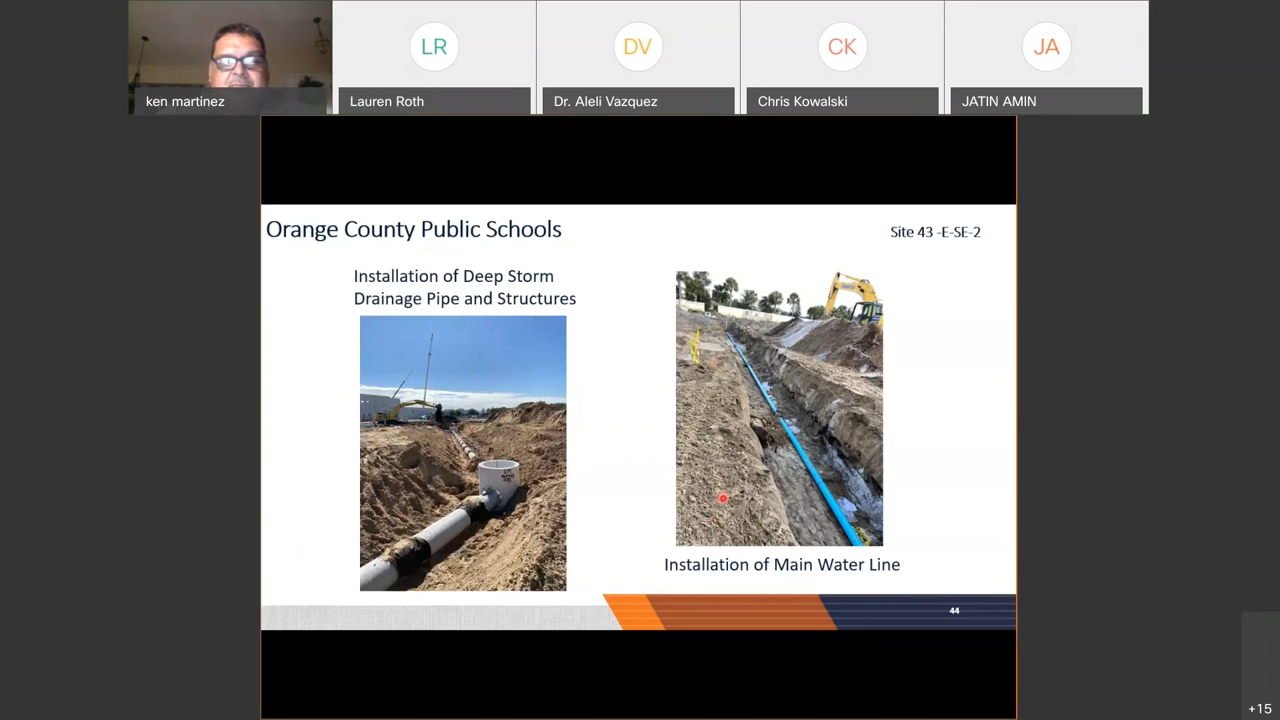 LR
DV
CK
JA
ken martinez
Lauren Roth
Dr. Aleli Vazquez
Chris Kowalski
JATIN AMIN
Orange County Public Schools
Site 43 -E-SE-2
Installation of Deep Storm
Drainage Pipe and Structures
Installation of Main Water Line
44
+15